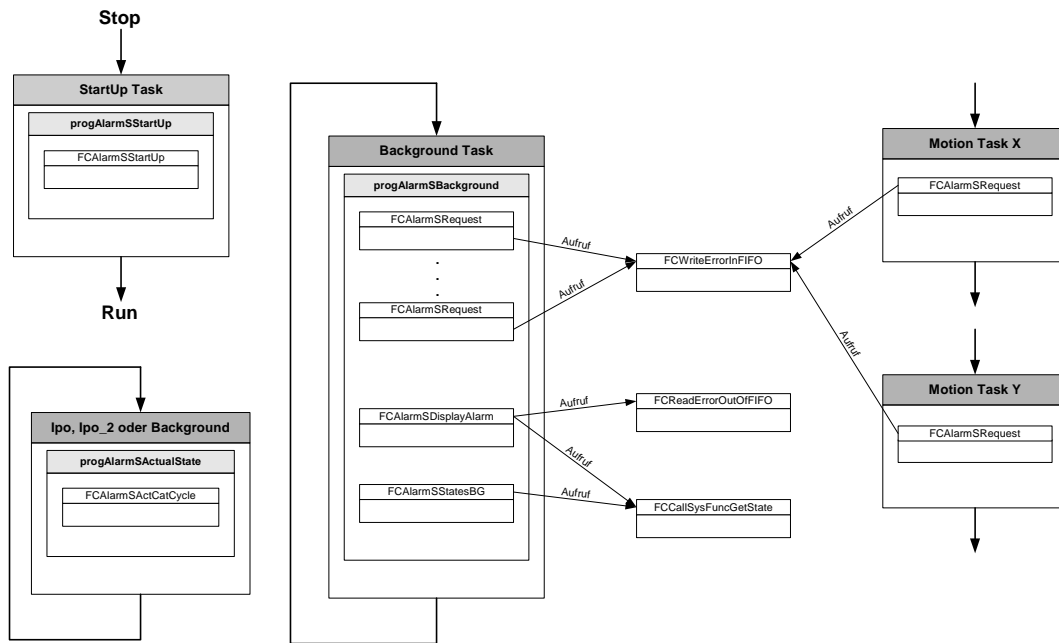 Stop
StartUp Task
progAlarmSStartUp
FCAlarmSStartUp
Run
Ipo, Ipo_2 oder Background
progAlarmSActualState
FCAlarmSActCatCycle
Background Task
progAlarmSBackground
FCAlarmSRequest
.
.
.
FCAlarmSRequest
FCAlarmSDisplayAlarm
FCAlarmSStatesBG
Aufruf
Aufruf
Aufruf
Aufruf
Aufruf
FCWriteErrorInFIFO
FCReadErrorOutOfFIFO
FCCallSysFuncGetState
Aufruf
Aufruf
Motion Task X
FCAlarmSRequest
Motion Task Y
FCAlarmSRequest